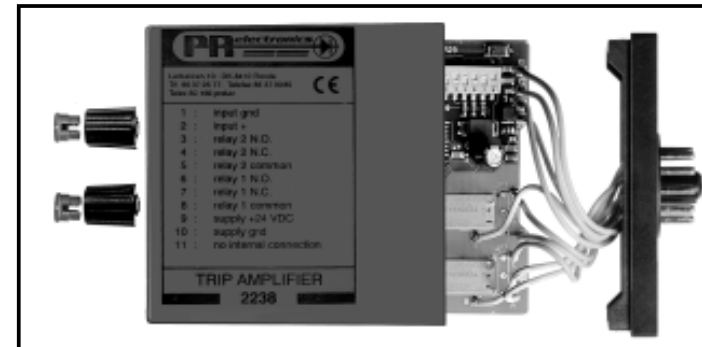 PR electronics
CE
1 : input gnd
2 : input +
3 : relay 2 N.O.
4 : relay 2 N.C.
5 : relay 2 common
6 : relay 1 N.O.
7 : relay 1 N.C.
8 : relay 1 common
9 : supply +24 VDC
10 : supply gnd
11 : no internal connection
TRIP AMPLIFIER
2238